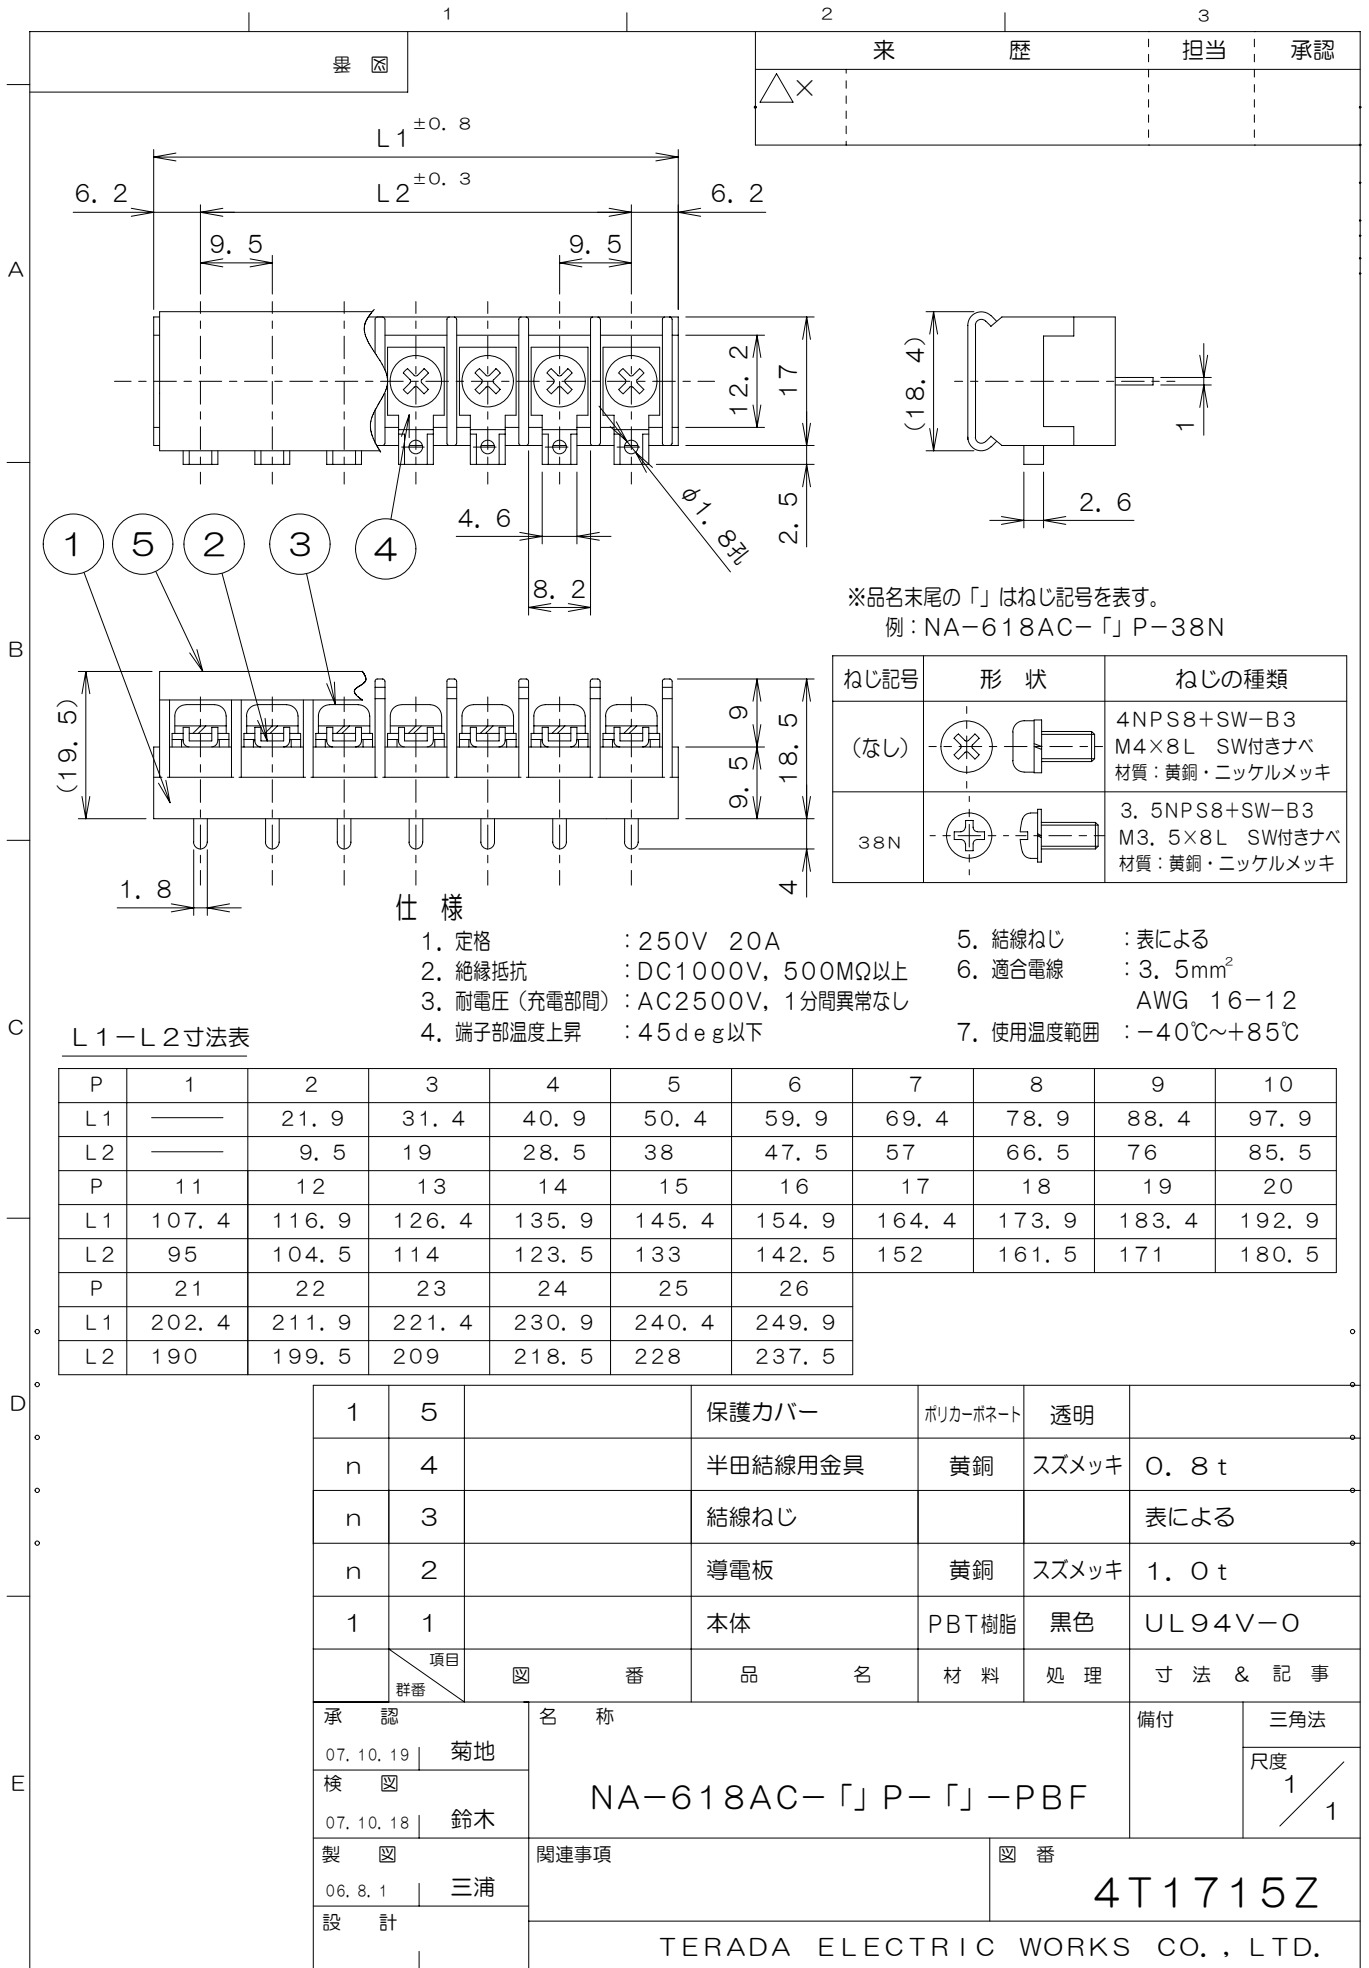 1 2 3
図番
来歴 担当 承認
△×
L1±0.8
L2±0.3
6.2 6.2
9.5 9.5
A
12.2
17
2.5
(18.4)
1
2.6
4.6
8.2
φ1.8孔
1 5 2 3 4
B
※品名末尾の「」はねじ記号を表す。
例：NA－618AC－「」P－38N
ねじ記号 形状 ねじの種類
(なし) 4NPS8+SW－B3
M4×8L SW付きナベ
材質：黄銅・ニッケルメッキ
38N 3.5NPS8+SW－B3
M3.5×8L SW付きナベ
材質：黄銅・ニッケルメッキ
(19.5)
9
9.5
18.5
4
1.8
仕様
1. 定格 : 250V 20A
2. 絶縁抵抗 : DC1000V, 500MΩ以上
3. 耐電圧（充電部間） : AC2500V, 1分間異常なし
4. 端子部温度上昇 : 45deg以下
5. 結線ねじ : 表による
6. 適合電線 : 3.5mm²
AWG 16－12
7. 使用温度範囲 : －40℃～+85℃
C
L1－L2寸法表
P 1 2 3 4 5 6 7 8 9 10
L1 ― 21.9 31.4 40.9 50.4 59.9 69.4 78.9 88.4 97.9
L2 ― 9.5 19 28.5 38 47.5 57 66.5 76 85.5
P 11 12 13 14 15 16 17 18 19 20
L1 107.4 116.9 126.4 135.9 145.4 154.9 164.4 173.9 183.4 192.9
L2 95 104.5 114 123.5 133 142.5 152 161.5 171 180.5
P 21 22 23 24 25 26
L1 202.4 211.9 221.4 230.9 240.4 249.9
L2 190 199.5 209 218.5 228 237.5
D
1 5 保護カバー ポリカーボネート 透明
n 4 半田結線用金具 黄銅 スズメッキ 0.8t
n 3 結線ねじ 表による
n 2 導電板 黄銅 スズメッキ 1.0t
1 1 本体 PBT樹脂 黒色 UL94V－0
項目
群番 図番 品名 材料 処理 寸法&記事
E
承認
07.10.19 菊地
検図
07.10.18 鈴木
製図
06.8.1 三浦
設計
名称
NA－618AC－「」P－「」－PBF
備付 三角法
尺度
1/1
関連事項
図番
4T1715Z
TERADA ELECTRIC WORKS CO., LTD.